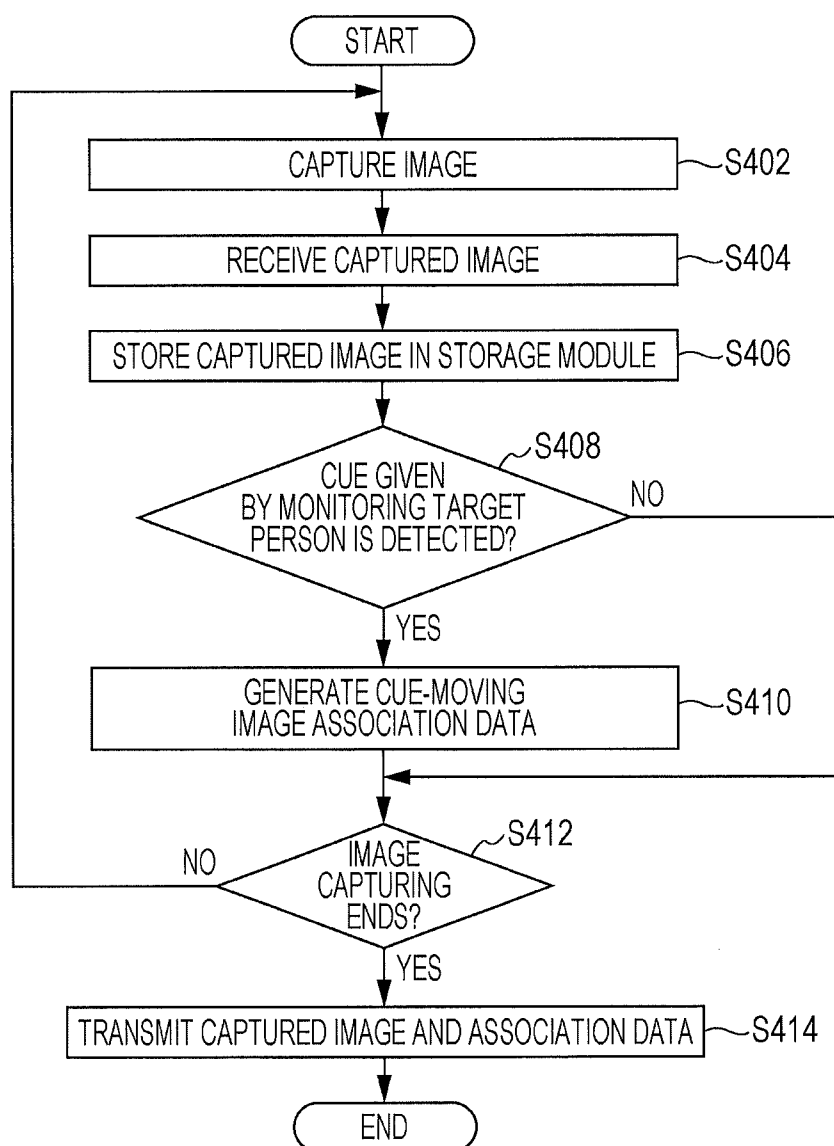 START
CAPTURE IMAGE
S402
RECEIVE CAPTURED IMAGE
S404
STORE CAPTURED IMAGE IN STORAGE MODULE
S406
S408
CUE GIVEN
BY MONITORING TARGET
PERSON IS DETECTED?
NO
YES
GENERATE CUE-MOVING
IMAGE ASSOCIATION DATA
S410
S412
NO
IMAGE
CAPTURING
ENDS?
YES
TRANSMIT CAPTURED IMAGE AND ASSOCIATION DATA
S414
END